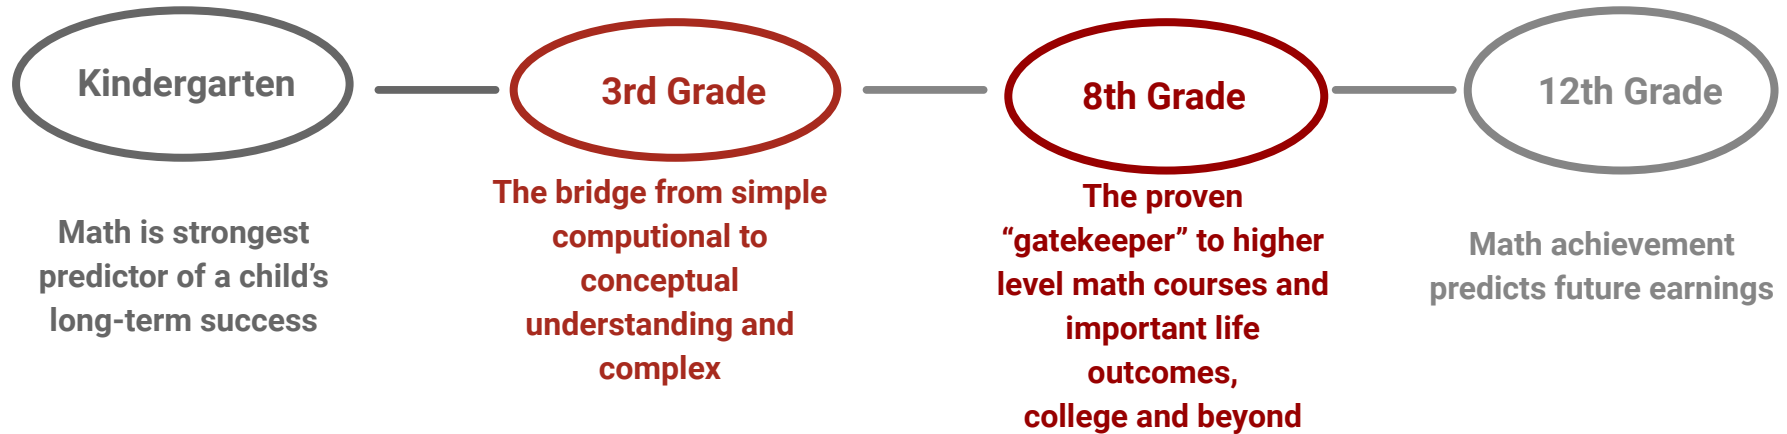 Kindergarten
Math is strongest
predictor of a child’s
long-term success
3rd Grade
The bridge from simple
computional to
conceptual
understanding and
complex
8th Grade
The proven
“gatekeeper” to higher
level math courses and
important life
outcomes,
college and beyond
12th Grade
Math achievement
predicts future earnings